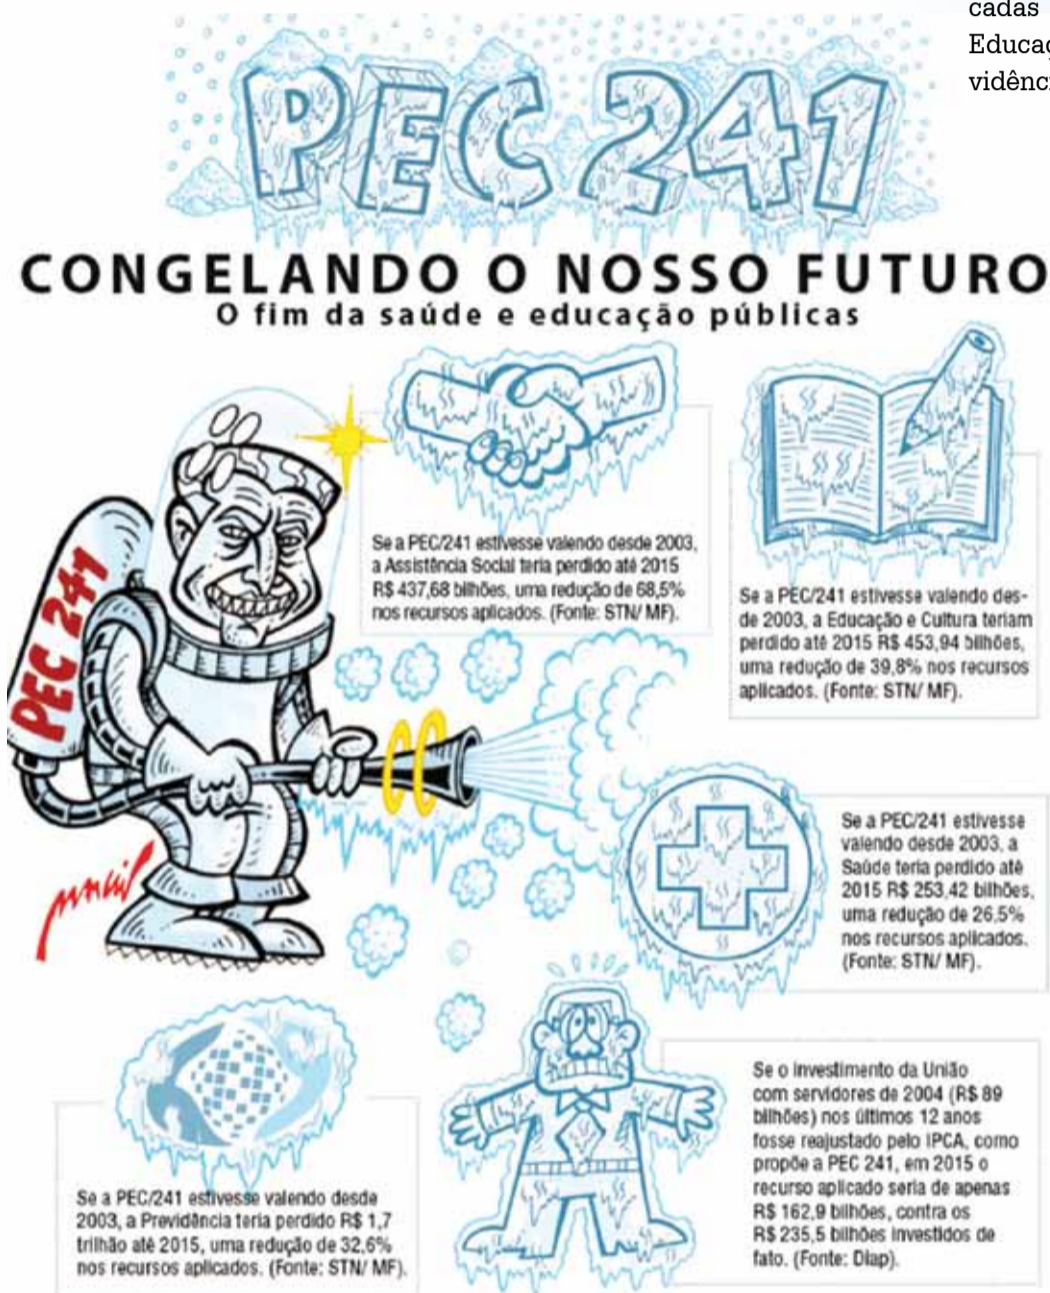 cadas
Educaç
vidênci
PEC 241
CONGELANDO O NOSSO FUTURO
O fim da saúde e educação públicas
Se a PEC/241 estivesse valendo desde 2003,
a Assistência Social teria perdido até 2015
R$ 437,68 bilhões, uma redução de 68,5%
nos recursos aplicados. (Fonte: STN/ MF).
Se a PEC/241 estivesse valendo des-
de 2003, a Educação e Cultura teriam
perdido até 2015 R$ 453,94 bilhões,
uma redução de 39,8% nos recursos
aplicados. (Fonte: STN/ MF).
PEC 241
Se a PEC/241 estivesse
valendo desde 2003, a
Saúde teria perdido até
2015 R$ 253,42 bilhões,
uma redução de 26,5%
nos recursos aplicados.
(Fonte: STN/ MF).
Se a PEC/241 estivesse valendo desde
2003, a Previdência teria perdido R$ 1,7
trilhão até 2015, uma redução de 32,6%
nos recursos aplicados. (Fonte: STN/ MF).
Se o investimento da União
com servidores de 2004 (R$ 89
bilhões) nos últimos 12 anos
fosse reajustado pelo IPCA, como
propõe a PEC 241, em 2015 o
recurso aplicado seria de apenas
R$ 162,9 bilhões, contra os
R$ 235,5 bilhões investidos de
fato. (Fonte: Diap).